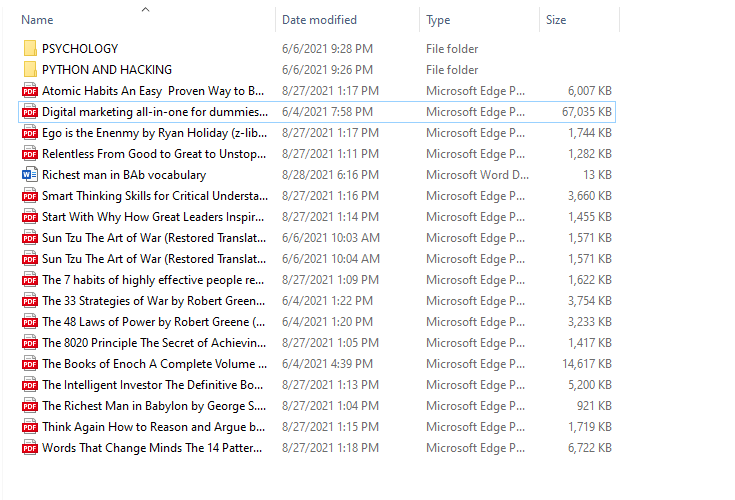 Name Date modified Type Size
PSYCHOLOGY 6/6/2021 9:28 PM File folder
PYTHON AND HACKING 6/6/2021 9:26 PM File folder
Atomic Habits An Easy  Proven Way to B... 8/27/2021 1:17 PM Microsoft Edge P... 6,007 KB
Digital marketing all-in-one for dummies... 6/4/2021 7:58 PM Microsoft Edge P... 67,035 KB
Ego is the Enenmy by Ryan Holiday (z-lib... 8/27/2021 1:17 PM Microsoft Edge P... 1,744 KB
Relentless From Good to Great to Unstop... 8/27/2021 1:11 PM Microsoft Edge P... 1,282 KB
Richest man in BAb vocabulary 8/28/2021 6:16 PM Microsoft Word D... 13 KB
Smart Thinking Skills for Critical Understa... 8/27/2021 1:16 PM Microsoft Edge P... 3,660 KB
Start With Why How Great Leaders Inspir... 8/27/2021 1:14 PM Microsoft Edge P... 1,455 KB
Sun Tzu The Art of War (Restored Translat... 6/6/2021 10:03 AM Microsoft Edge P... 1,571 KB
Sun Tzu The Art of War (Restored Translat... 6/6/2021 10:04 AM Microsoft Edge P... 1,571 KB
The 7 habits of highly effective people re... 8/27/2021 1:09 PM Microsoft Edge P... 1,622 KB
The 33 Strategies of War by Robert Green... 6/4/2021 1:22 PM Microsoft Edge P... 3,754 KB
The 48 Laws of Power by Robert Greene (... 6/4/2021 1:20 PM Microsoft Edge P... 3,233 KB
The 8020 Principle The Secret of Achievin... 8/27/2021 1:05 PM Microsoft Edge P... 1,417 KB
The Books of Enoch A Complete Volume ... 6/4/2021 4:39 PM Microsoft Edge P... 14,617 KB
The Intelligent Investor The Definitive Bo... 8/27/2021 1:13 PM Microsoft Edge P... 5,200 KB
The Richest Man in Babylon by George S.... 8/27/2021 1:04 PM Microsoft Edge P... 921 KB
Think Again How to Reason and Argue b... 8/27/2021 1:15 PM Microsoft Edge P... 1,719 KB
Words That Change Minds The 14 Patter... 8/27/2021 1:18 PM Microsoft Edge P... 6,722 KB